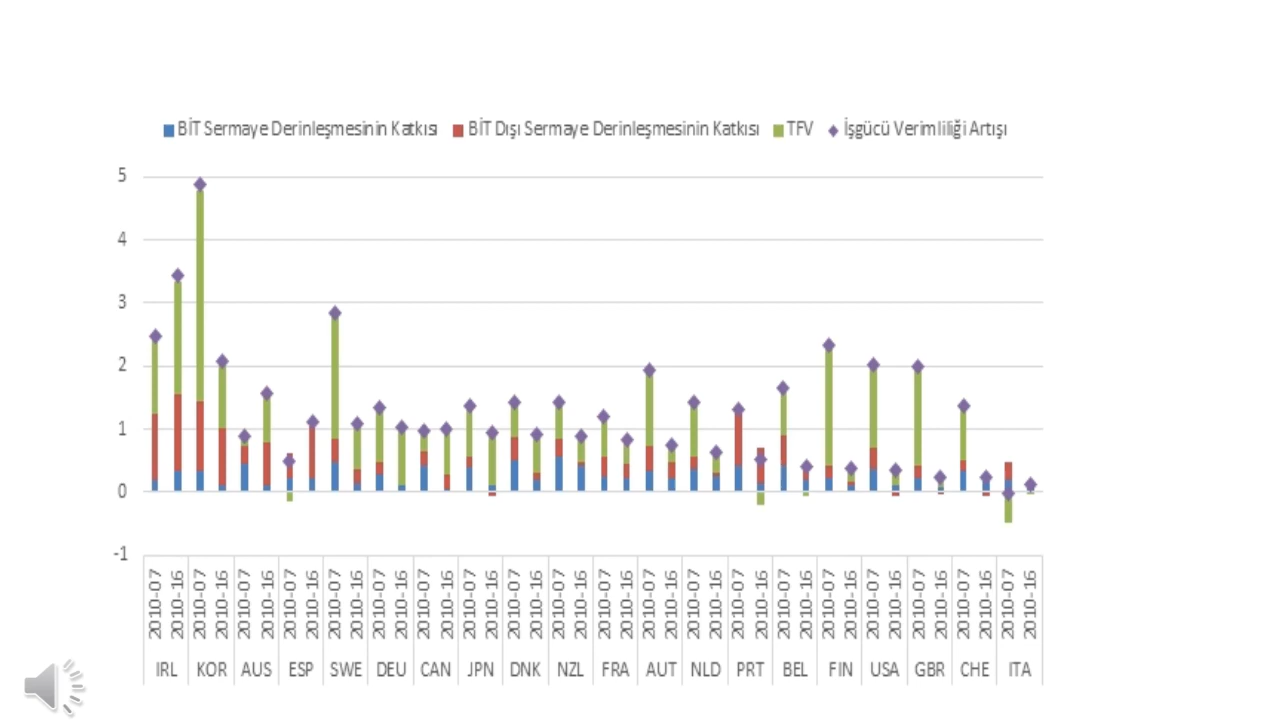 BİT Sermaye Derinleşmesinin Katkısı BİT Dışı Sermaye Derinleşmesinin Katkısı TFV İşgücü Verimliliği Artışı
5
4
3
2
1
0
-1
2010-07 2010-16 2010-07 2010-16 2010-07 2010-16 2010-07 2010-16 2010-07 2010-16 2010-07 2010-16 2010-07 2010-16 2010-07 2010-16 2010-07 2010-16 2010-07 2010-16 2010-07 2010-16 2010-07 2010-16 2010-07 2010-16 2010-07 2010-16 2010-07 2010-16 2010-07 2010-16 2010-07 2010-16 2010-07 2010-16 2010-07 2010-16 2010-07 2010-16
IRL KOR AUS ESP SWE DEU CAN JPN DNK NZL FRA AUT NLD PRT BEL FIN USA GBR CHE ITA